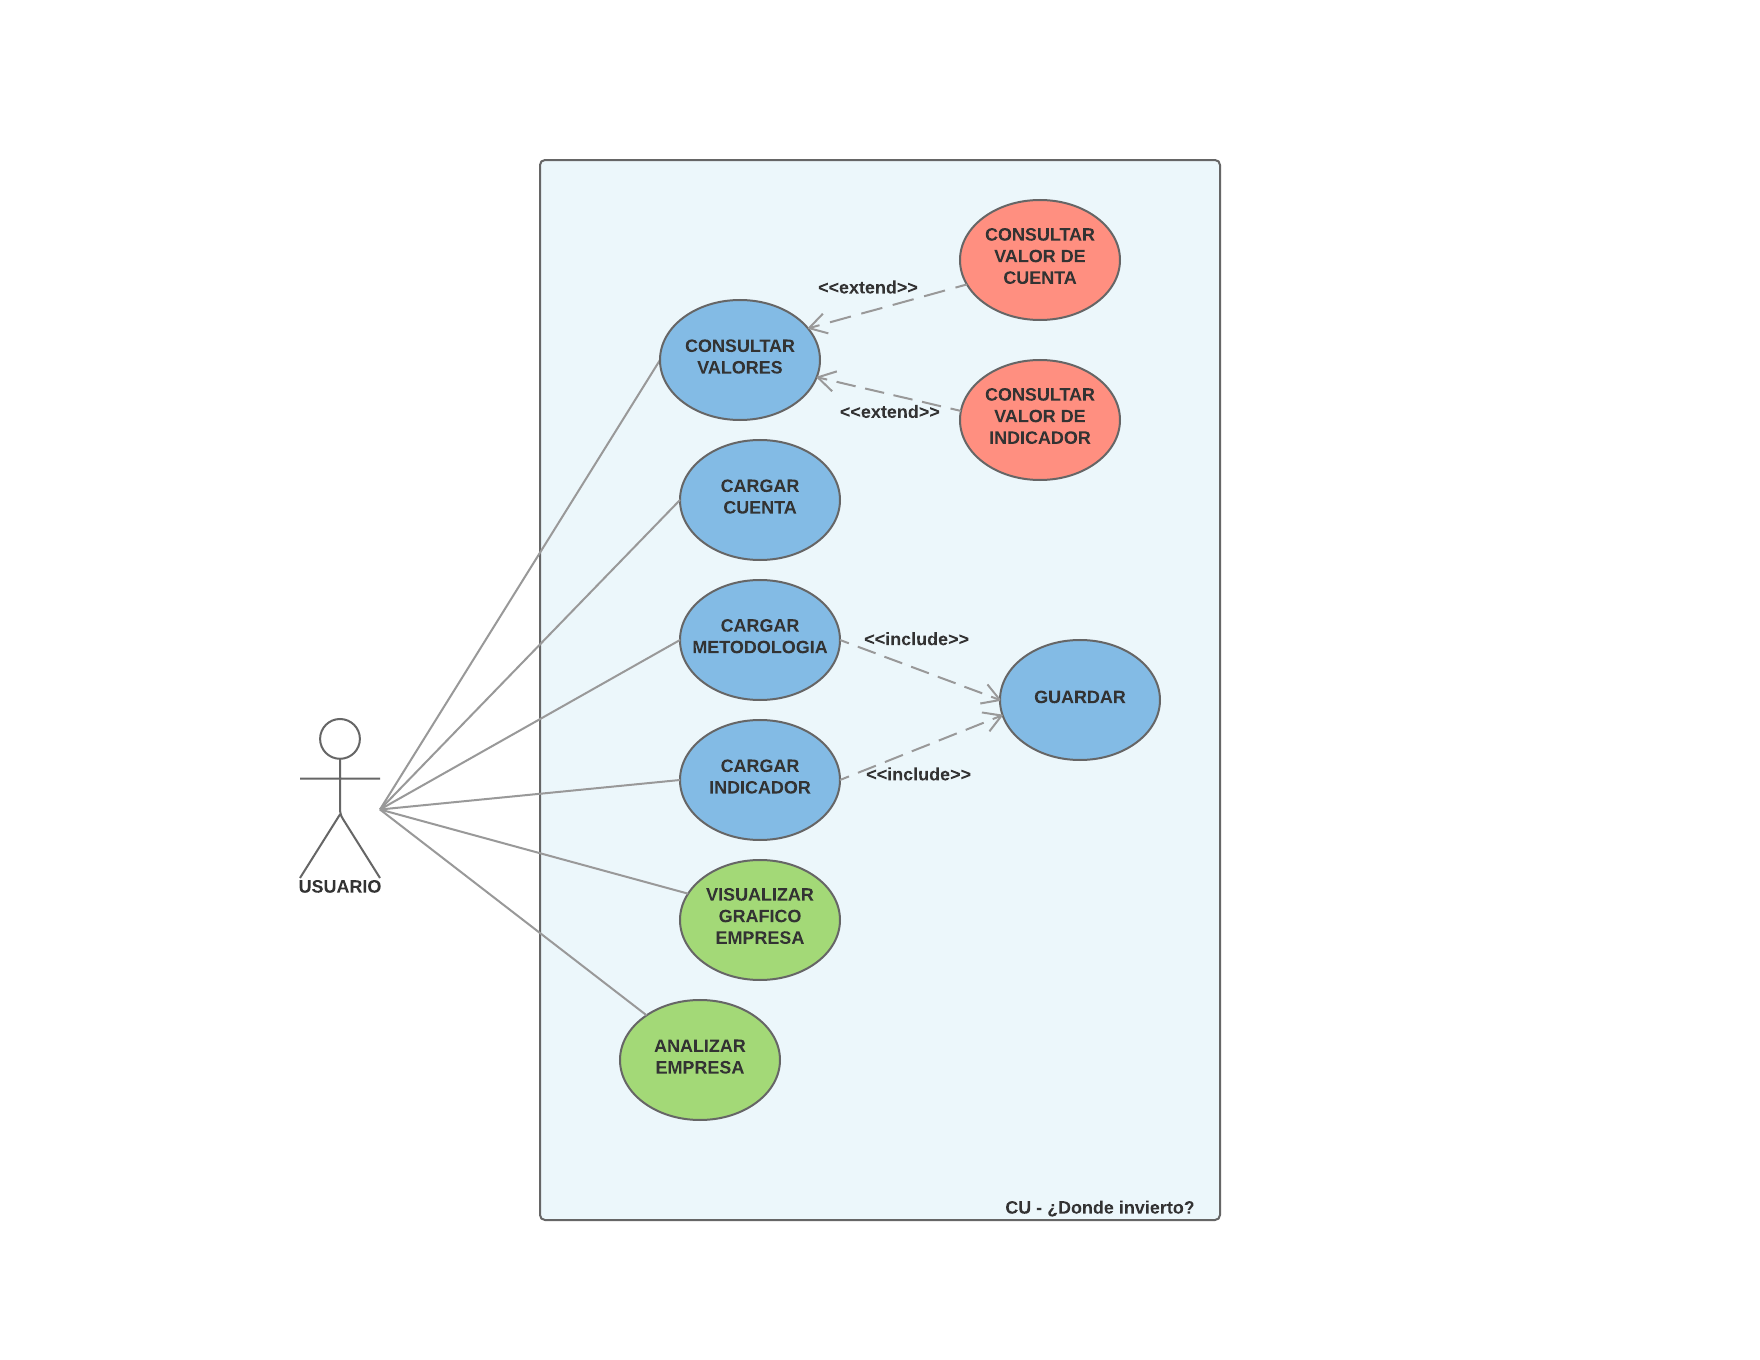 CONSULTAR
VALOR DE
CUENTA
<<extend>>
CONSULTAR
VALORES
CONSULTAR
VALOR DE
INDICADOR
<<extend>>
CARGAR
CUENTA
CARGAR
METODOLOGIA
<<include>>
GUARDAR
CARGAR
INDICADOR
<<include>>
USUARIO
VISUALIZAR
GRAFICO
EMPRESA
ANALIZAR
EMPRESA
CU - ¿Donde invierto?